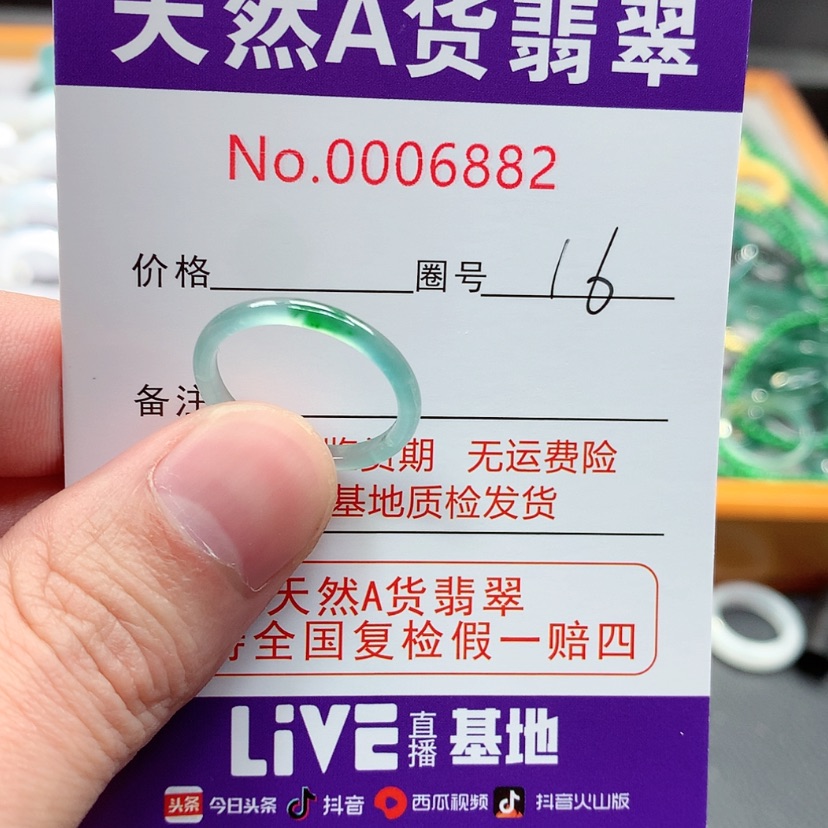 天然A货翡翠
No.0006882
价格 圈号 16
备注
货期 无运费险
基地质检发货
天然A货翡翠
全国复检假一赔四
LiVE 直播 基地
头条 今日头条 抖音 西瓜视频 抖音火山版